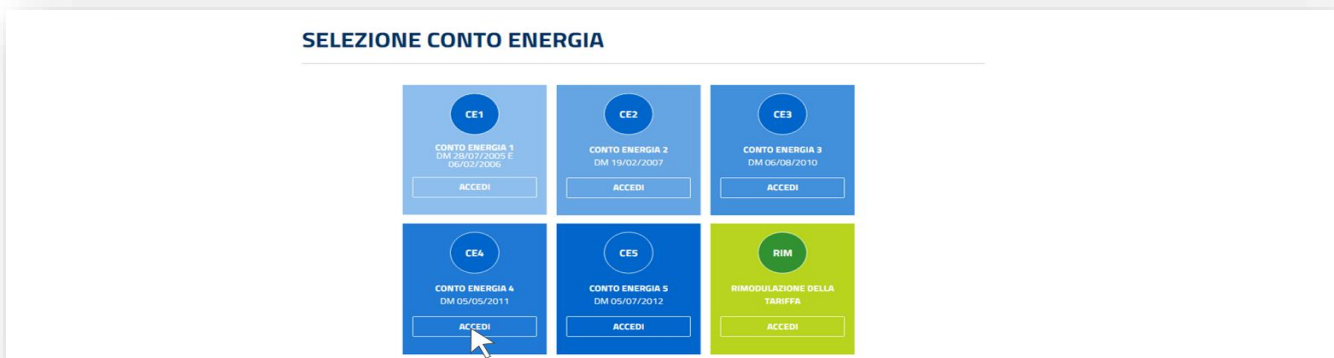 SELEZIONE CONTO ENERGIA
CE1
CONTO ENERGIA 1
DM 28/07/2005 E
06/02/2006
ACCEDI
CE2
CONTO ENERGIA 2
DM 19/02/2007
ACCEDI
CE3
CONTO ENERGIA 3
DM 06/08/2010
ACCEDI
CE4
CONTO ENERGIA 4
DM 05/05/2011
ACCEDI
CE5
CONTO ENERGIA 5
DM 05/07/2012
ACCEDI
RIM
RIMODULAZIONE DELLA
TARIFFA
ACCEDI